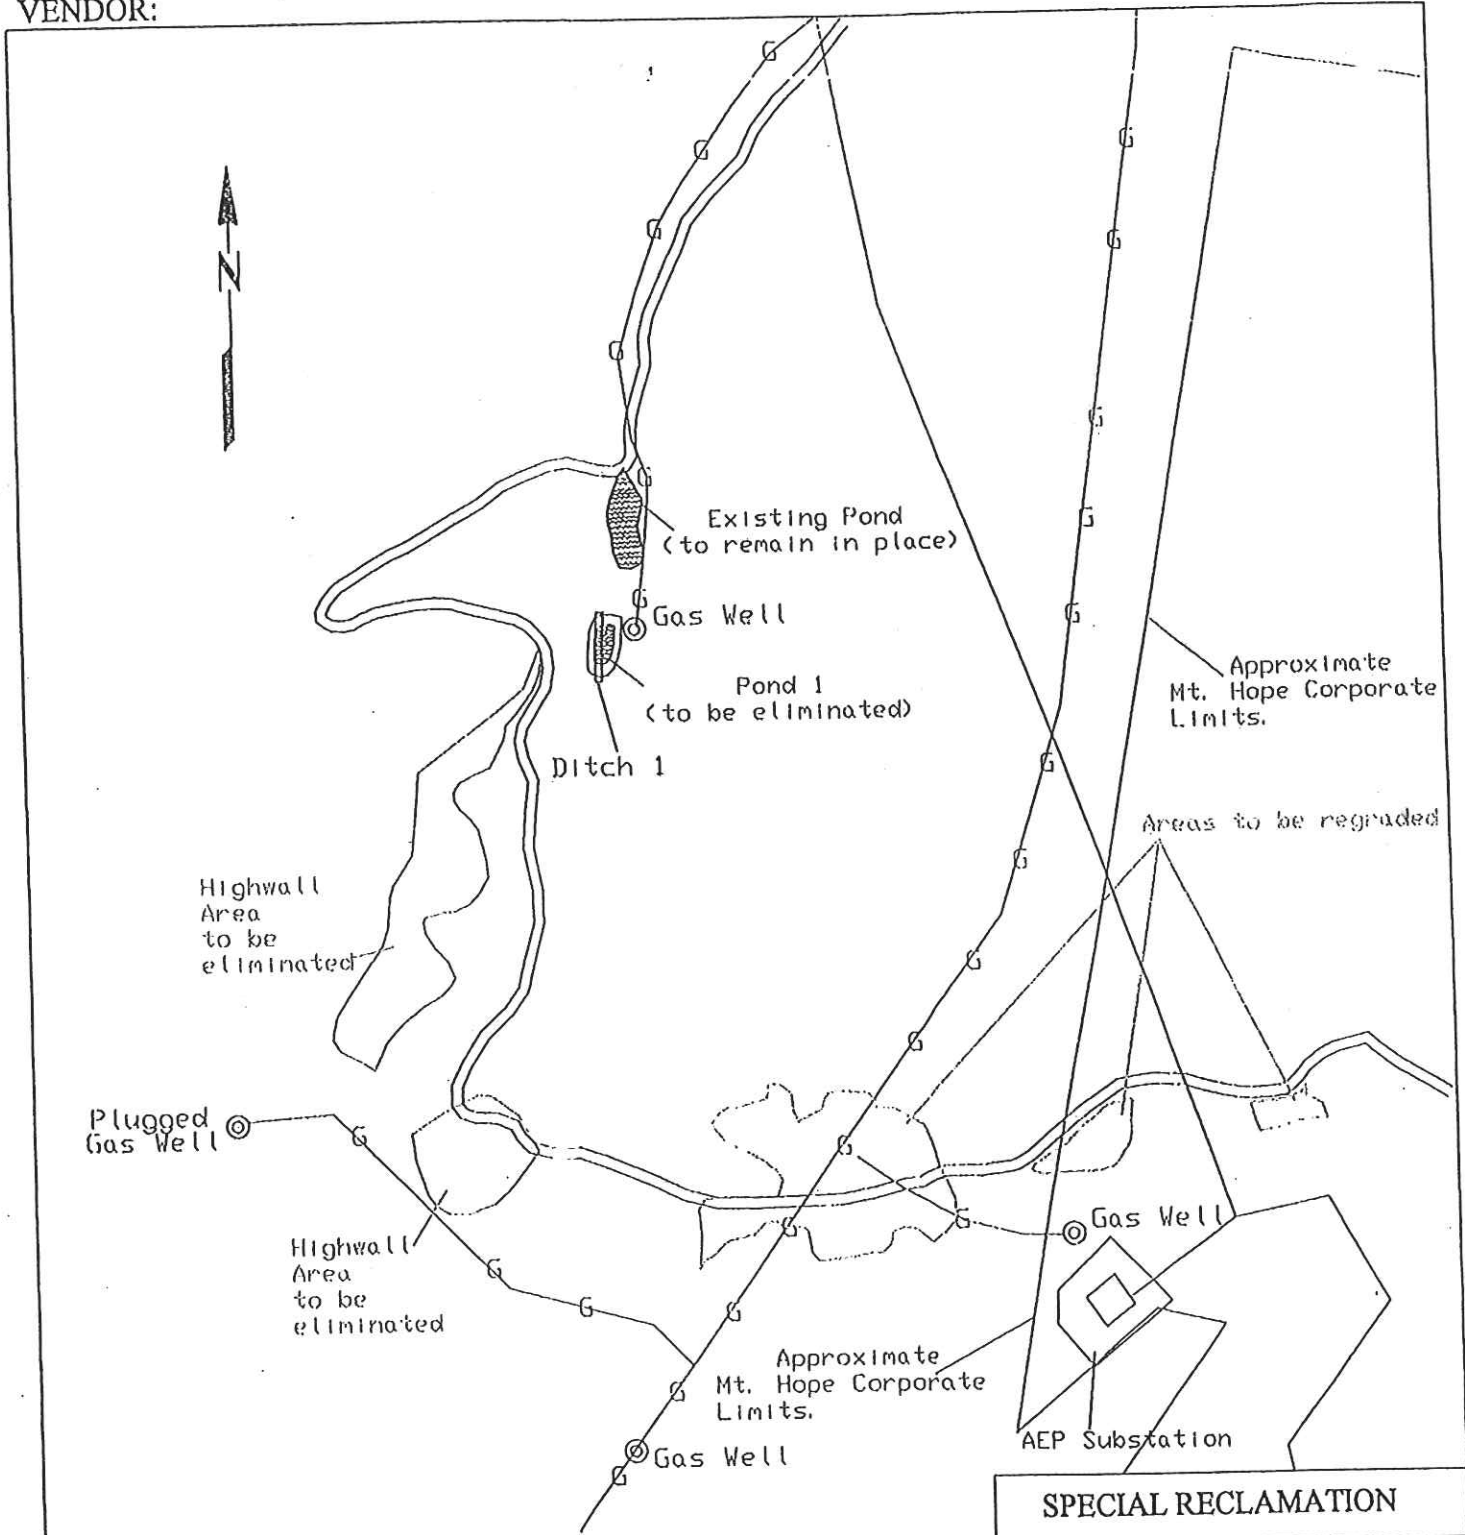 VENDOR:
G
G
G
G
G
G
N
G
G
G
G
G
Existing Pond
(to remain in place)
Gas Well
Pond 1
(to be eliminated)
Ditch 1
Approximate
Mt. Hope Corporate
Limits.
G
G
G
G
Areas to be regraded
Highwall
Area
to be
eliminated
Plugged
Gas Well
G
G
G
G
Gas Well
Highwall
Area
to be
eliminated
G
G
G
Approximate
Mt. Hope Corporate
Limits.
G
G
Gas Well
AEP Substation
SPECIAL RECLAMATION